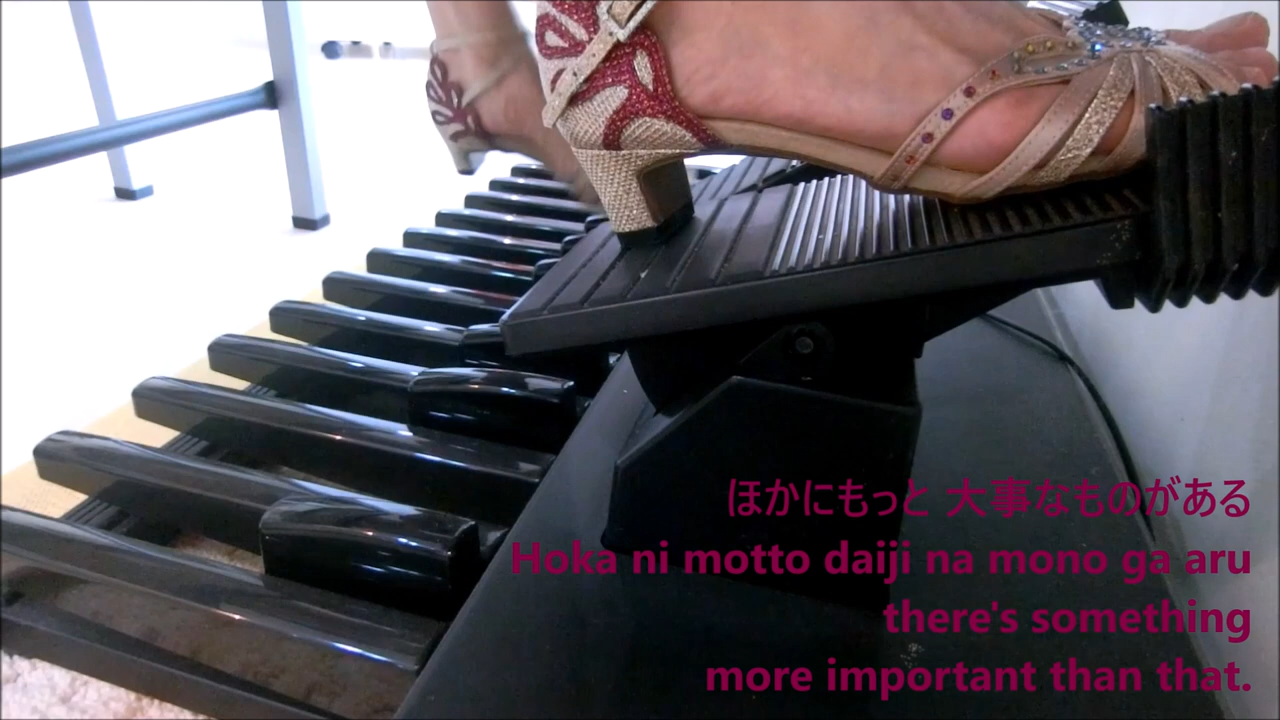 ほかにもっと 大事なものがある
Hoka ni motto daiji na mono ga aru
there's something
more important than that.